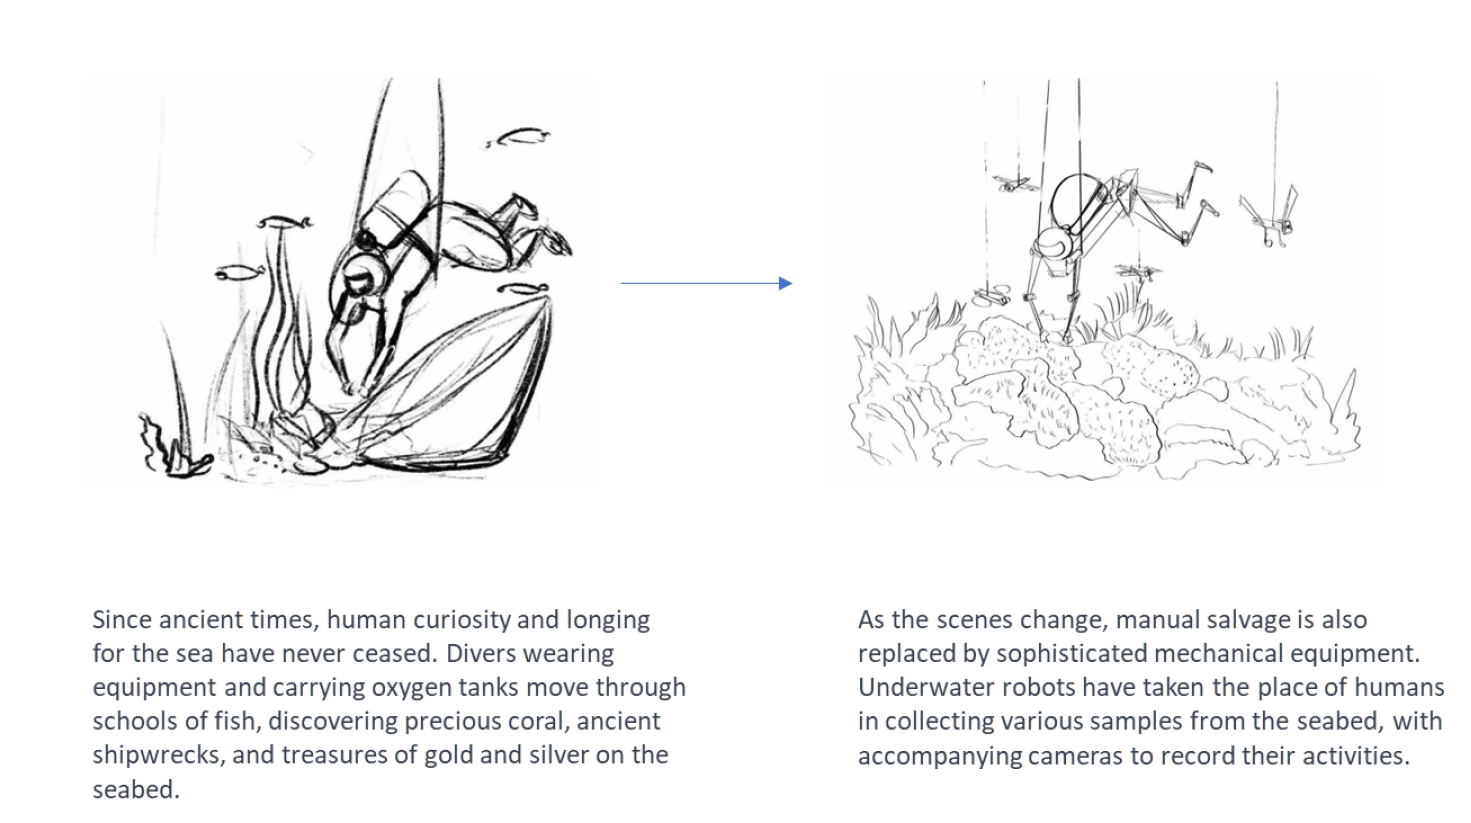 Since ancient times, human curiosity and longing
for the sea have never ceased. Divers wearing
equipment and carrying oxygen tanks move through
schools of fish, discovering precious coral, ancient
shipwrecks, and treasures of gold and silver on the
seabed.
As the scenes change, manual salvage is also
replaced by sophisticated mechanical equipment.
Underwater robots have taken the place of humans
in collecting various samples from the seabed, with
accompanying cameras to record their activities.